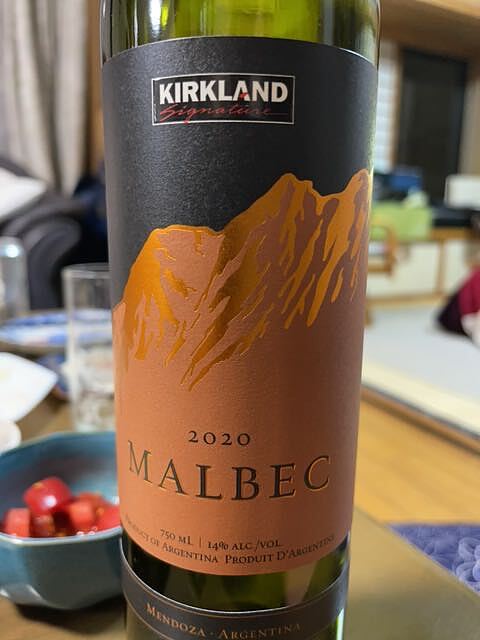 KIRKLAND
Signature
2020
MALBEC
750 mL | 14% ALC./VOL.
PRODUCT OF ARGENTINA PRODUIT D'ARGENTINE
MENDOZA · ARGENTINA